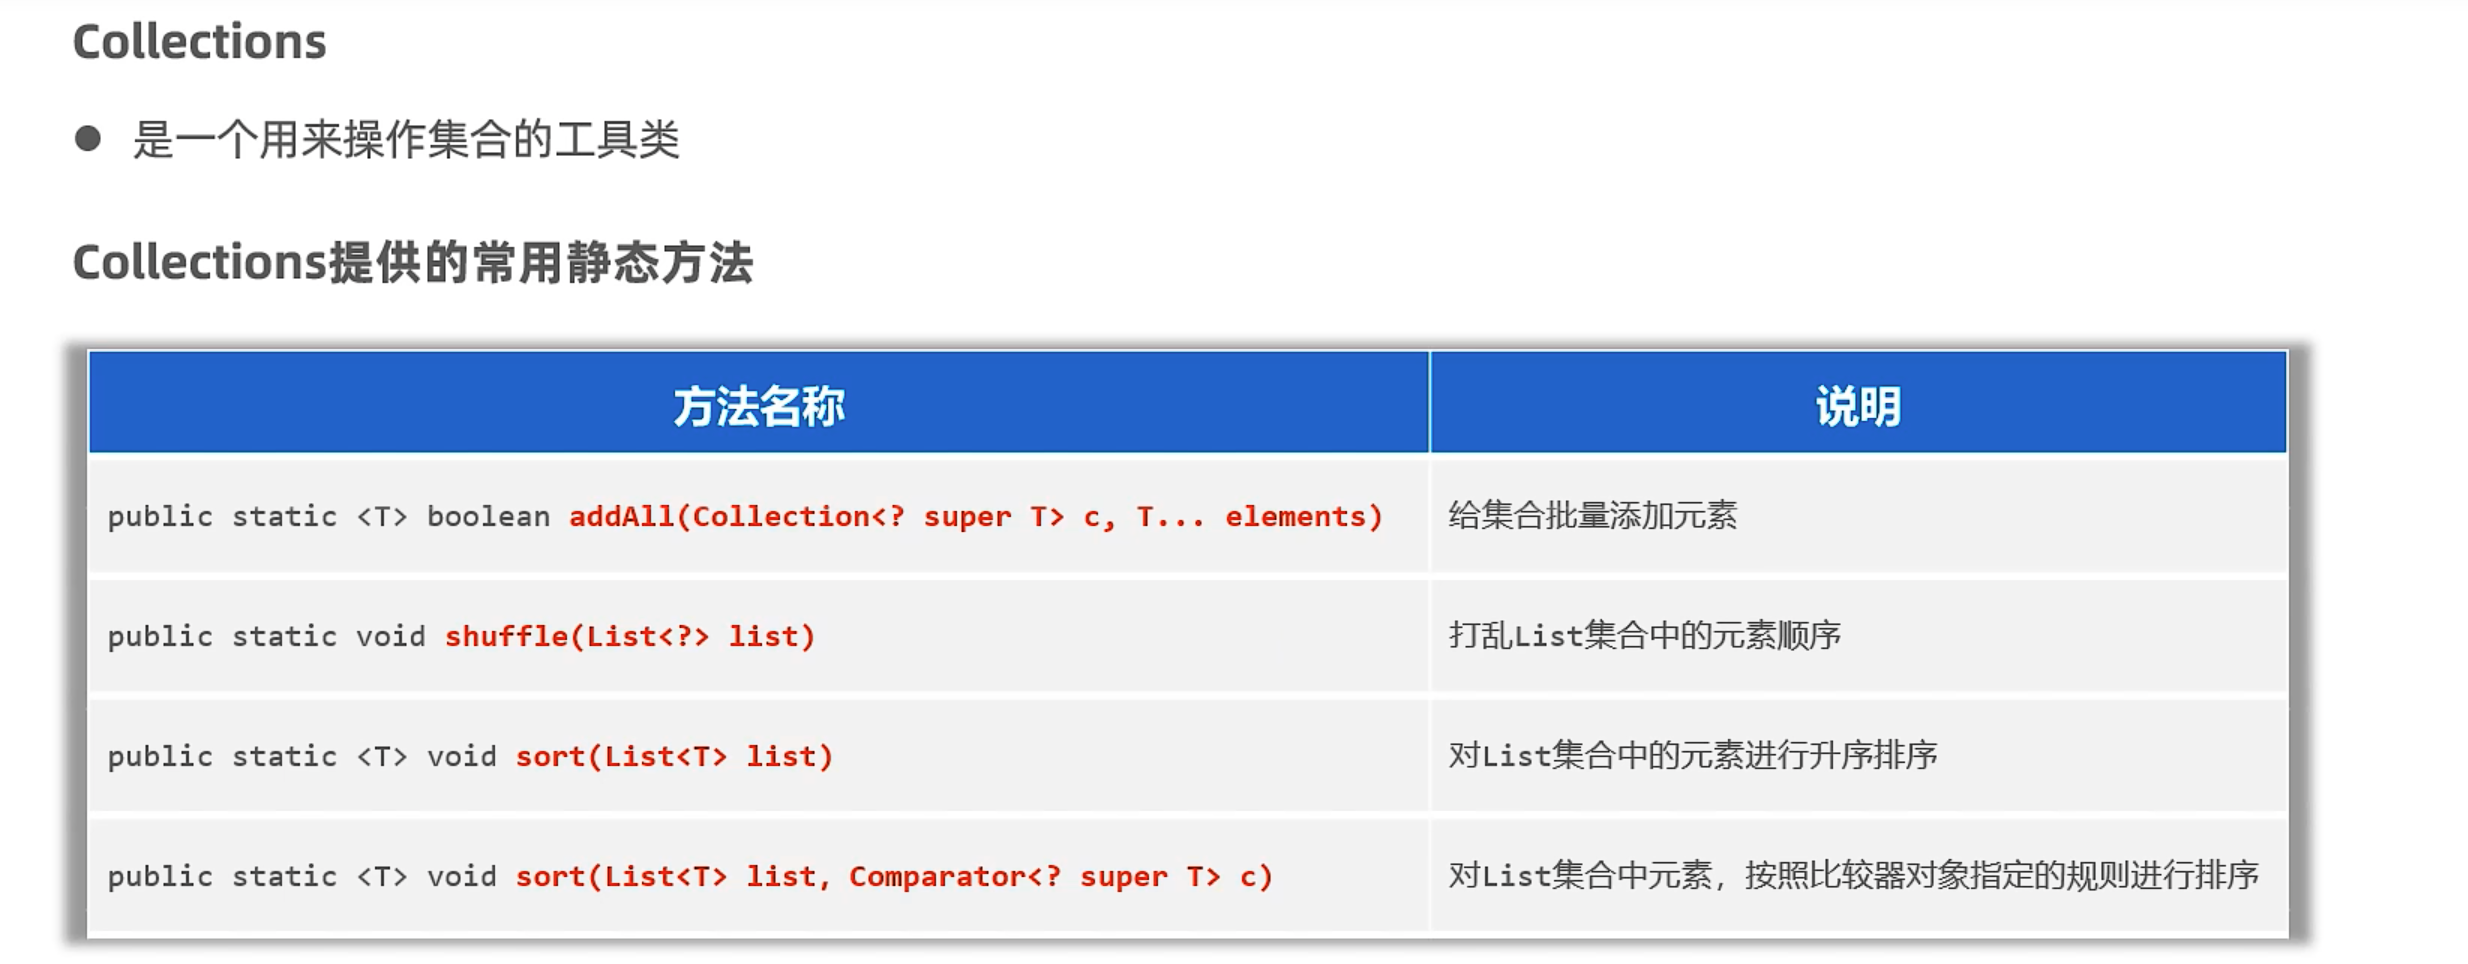 Collections
● 是一个用来操作集合的工具类
Collections提供的常用静态方法
方法名称 说明
public static <T> boolean addAll(Collection<? super T> c, T... elements) 给集合批量添加元素
public static void shuffle(List<?> list) 打乱List集合中的元素顺序
public static <T> void sort(List<T> list) 对List集合中的元素进行升序排序
public static <T> void sort(List<T> list, Comparator<? super T> c) 对List集合中元素，按照比较器对象指定的规则进行排序